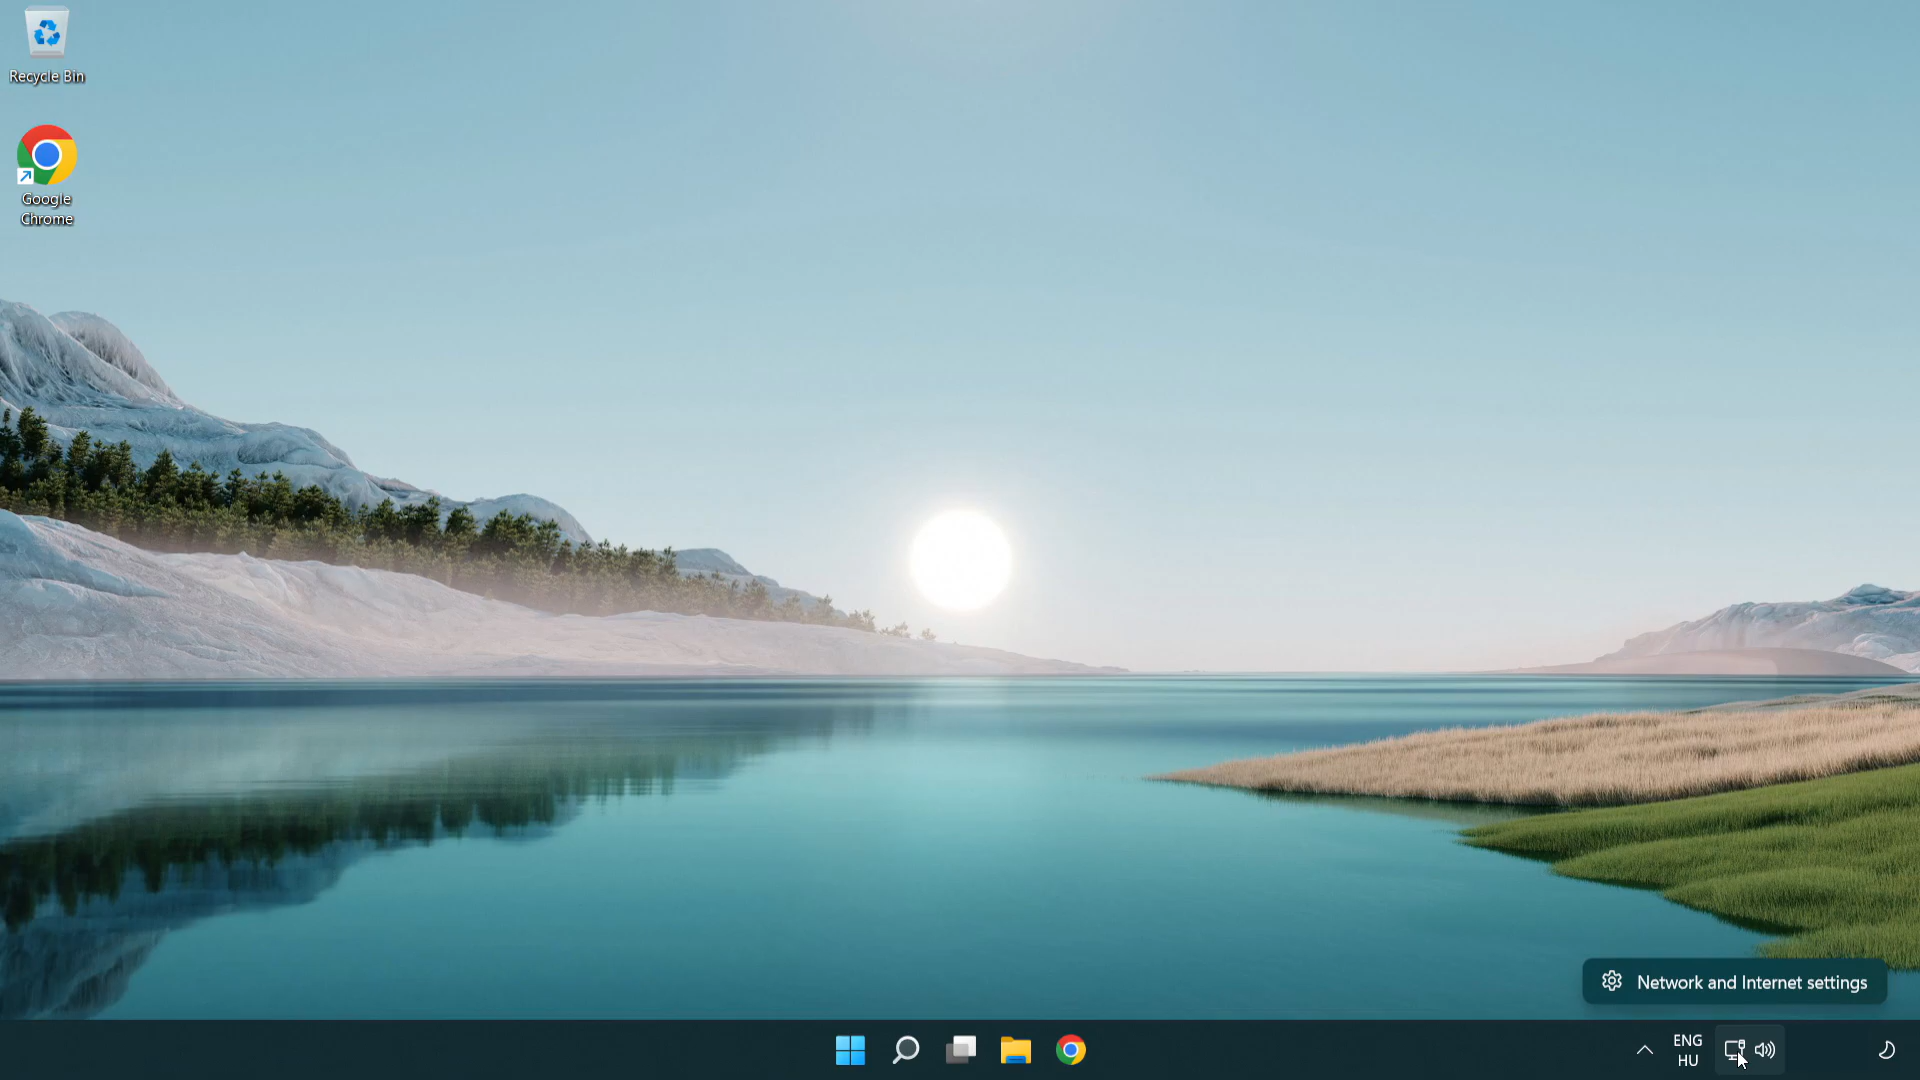 Recycle Bin
Google
Chrome
Network and Internet settings
ENG
HU